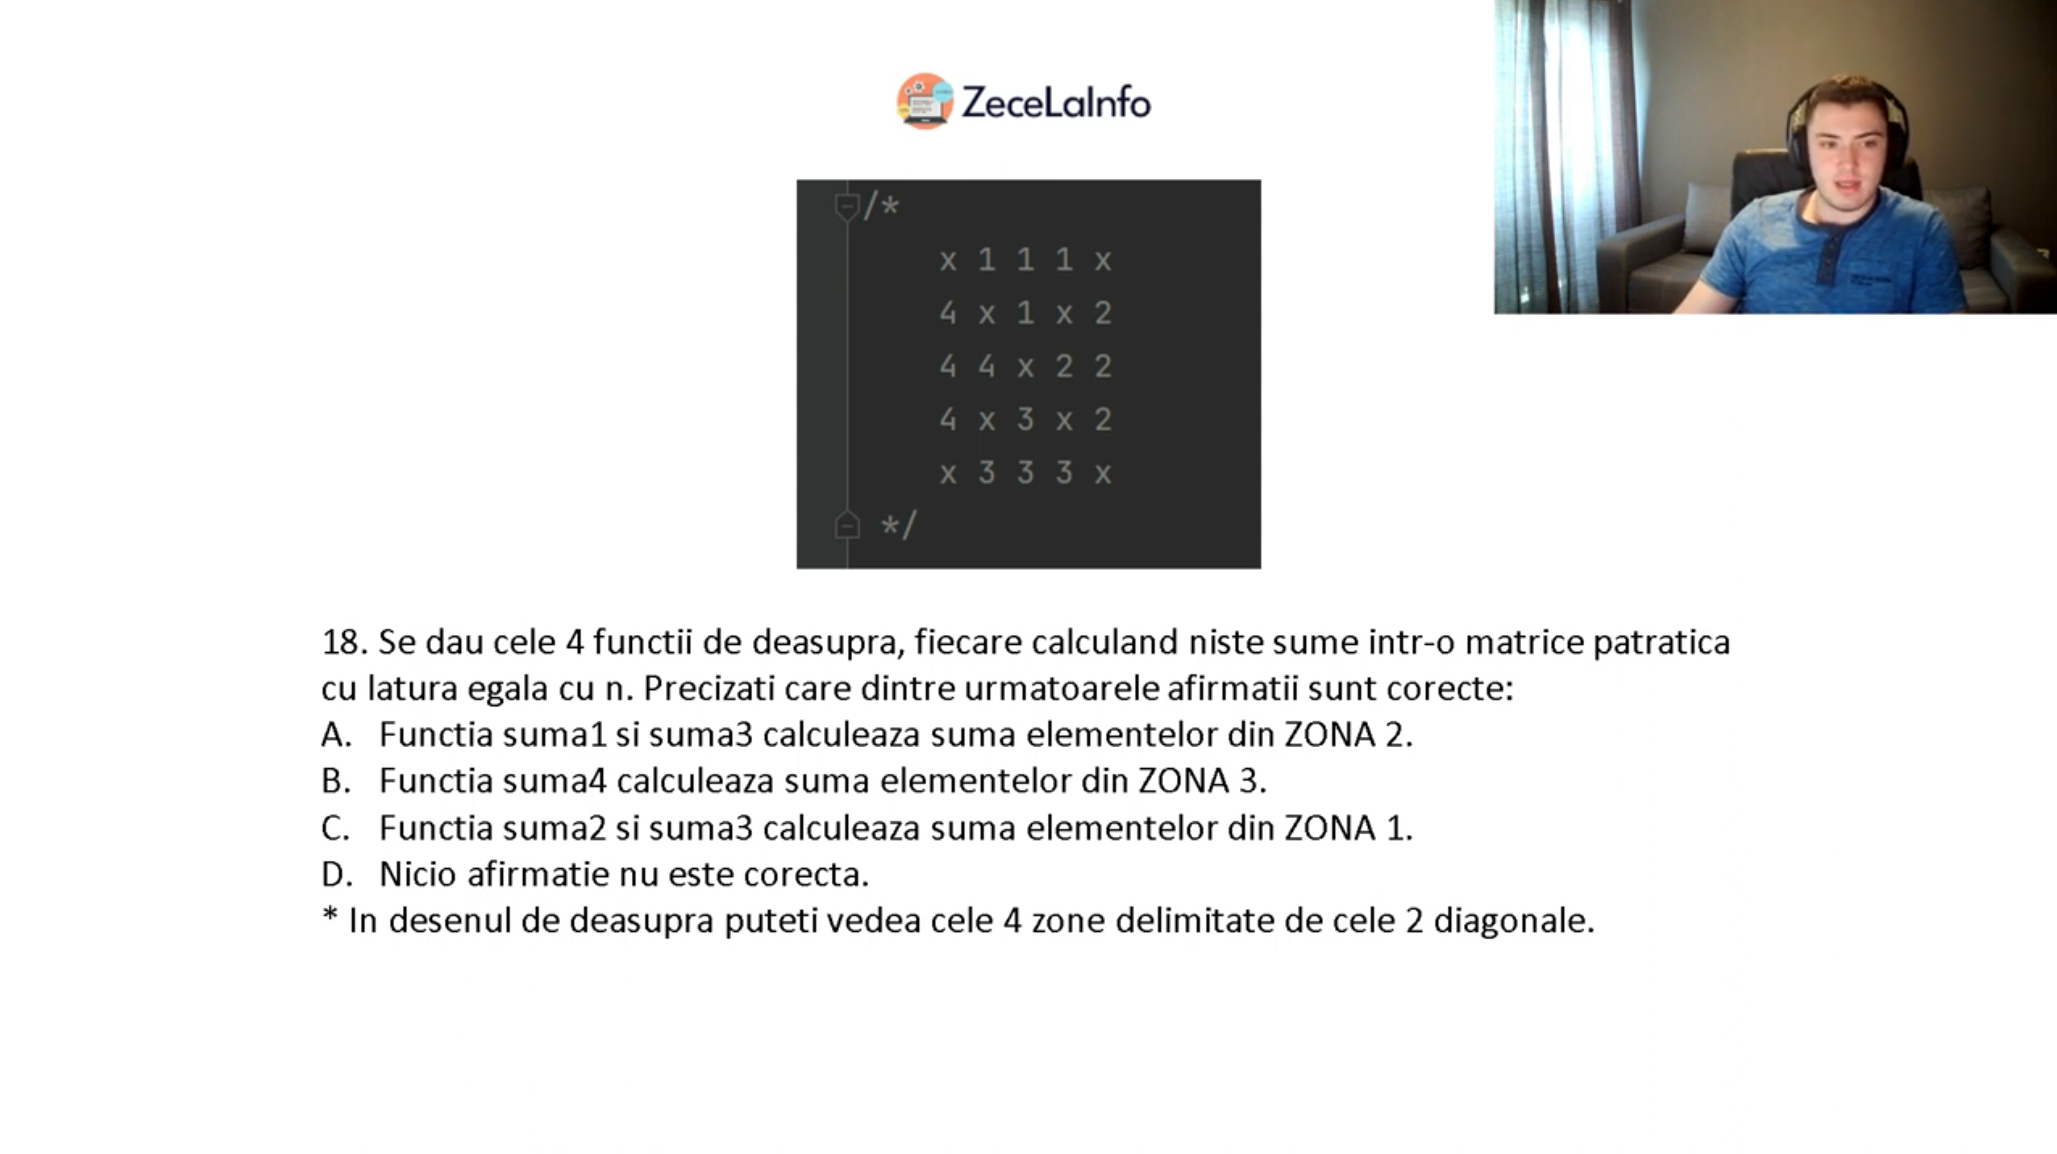 ZeceLaInfo
/*
x 1 1 1 x
4 x 1 x 2
4 4 x 2 2
4 x 3 x 2
x 3 3 3 x
*/
18. Se dau cele 4 functii de deasupra, fiecare calculand niste sume intr-o matrice patratica
cu latura egala cu n. Precizati care dintre urmatoarele afirmatii sunt corecte:
A. Functia suma1 si suma3 calculeaza suma elementelor din ZONA 2.
B. Functia suma4 calculeaza suma elementelor din ZONA 3.
C. Functia suma2 si suma3 calculeaza suma elementelor din ZONA 1.
D. Nicio afirmatie nu este corecta.
* In desenul de deasupra puteti vedea cele 4 zone delimitate de cele 2 diagonale.